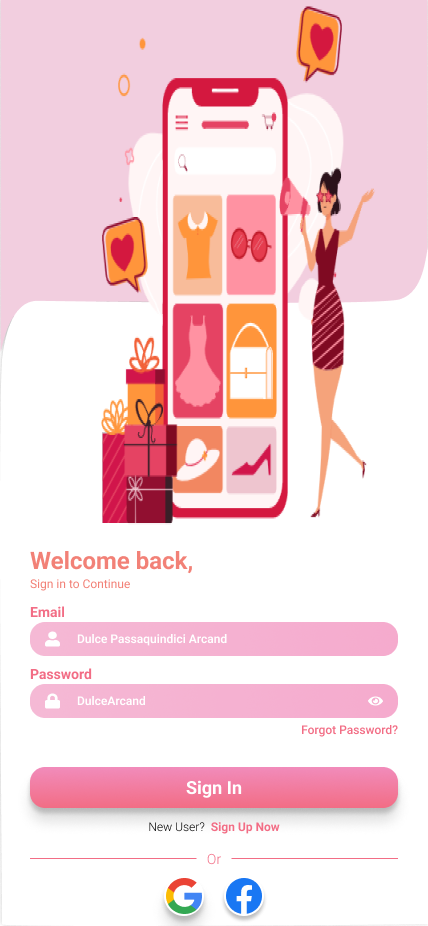 Welcome back,
Sign in to Continue
Email
Dulce Passaquindici Arcand
Password
DulceArcand
Forgot Password?
Sign In
New User? Sign Up Now
Or